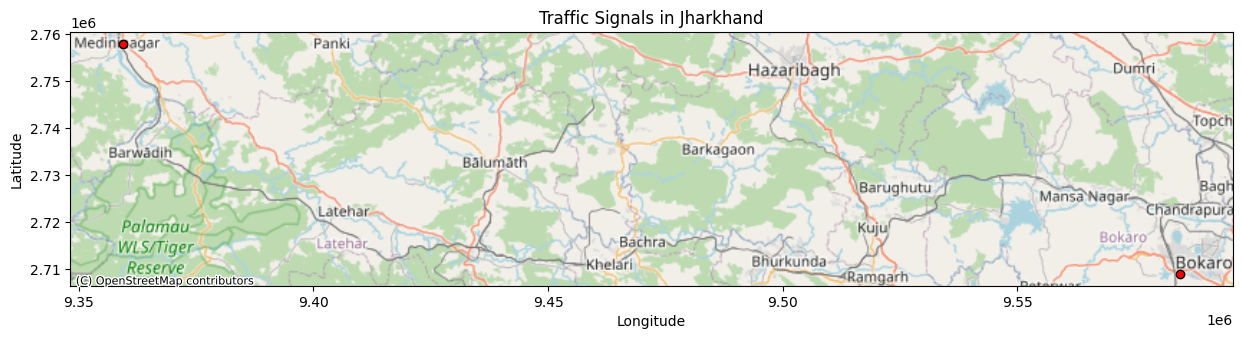 Traffic Signals in Jharkhand
1e6
2.76
2.75
2.74
2.73
2.72
2.71
Latitude
Medininagar
Panki
Hazaribagh
Dumri
Topch
Barwādih
Bālumāth
Barkagaon
Barughutu
Mansa Nagar
Bagh
Chandrapura
Latehar
Palamau
WLS/Tiger
Reserve
Latehar
Kuju
Bokaro
Bachra
Khelari
Bhurkunda
Ramgarh
Bokaro
Peterwar
(C) OpenStreetMap contributors
9.35
9.40
9.45
9.50
9.55
1e6
Longitude